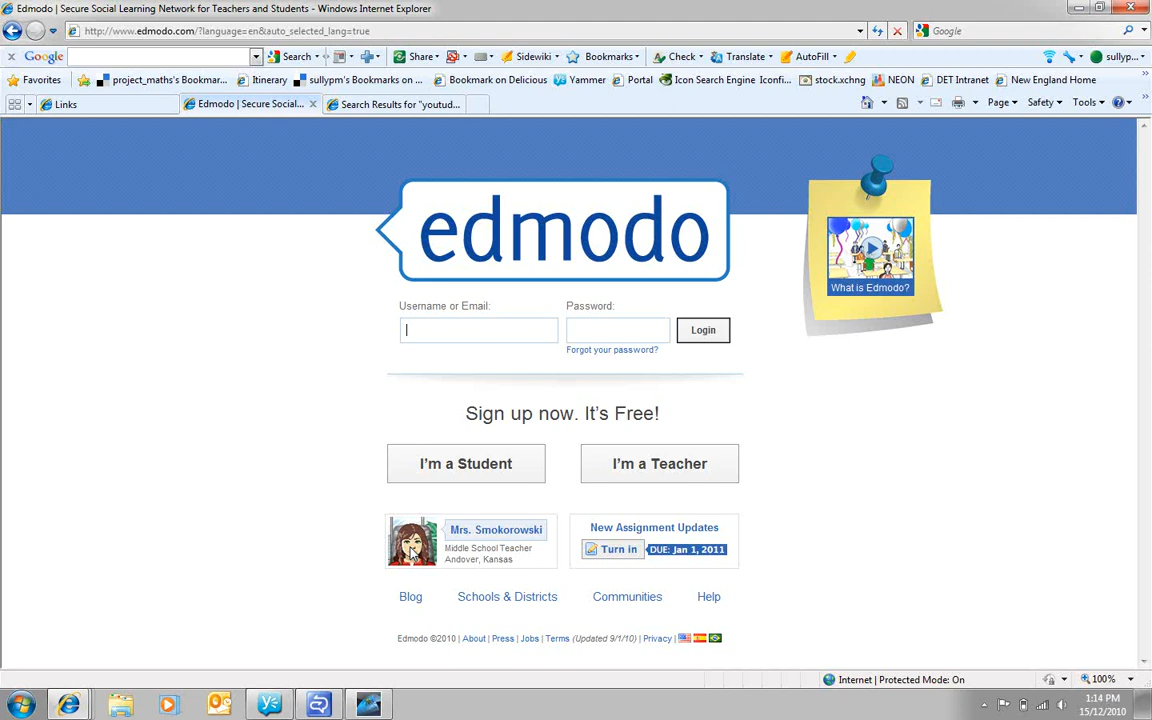 Edmodo | Secure Social Learning Network for Teachers and Students - Windows Internet Explorer
http://www.edmodo.com/?language=en&auto_selected_lang=true
Google
Google Search Share Sidewiki Bookmarks Check Translate AutoFill sullypm
Favorites project_maths's Bookmar... Itinerary sullypm's Bookmarks on ... Bookmark on Delicious Yammer Portal Icon Search Engine Iconfi... stock.xchng NEON DET Intranet New England Home
Links Edmodo | Secure Social... Search Results for "youtud... Page Safety Tools
edmodo
What is Edmodo?
Username or Email: Password:
Login
Forgot your password?
Sign up now. It's Free!
I'm a Student I'm a Teacher
Mrs. Smokorowski
Middle School Teacher
Andover, Kansas
New Assignment Updates
Turn in DUE: Jan 1, 2011
Blog Schools & Districts Communities Help
Edmodo ©2010 | About | Press | Jobs | Terms (Updated 9/1/10) | Privacy |
Internet | Protected Mode: On 100%
1:14 PM
15/12/2010